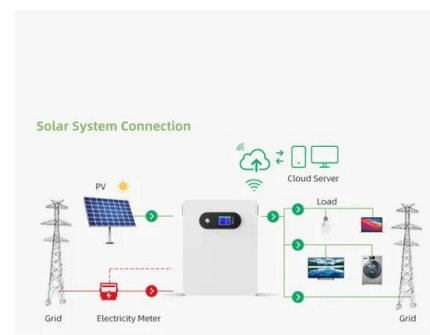 Solar System Connection
Cloud Server
PV
Load
Grid
Electricity Meter
Grid